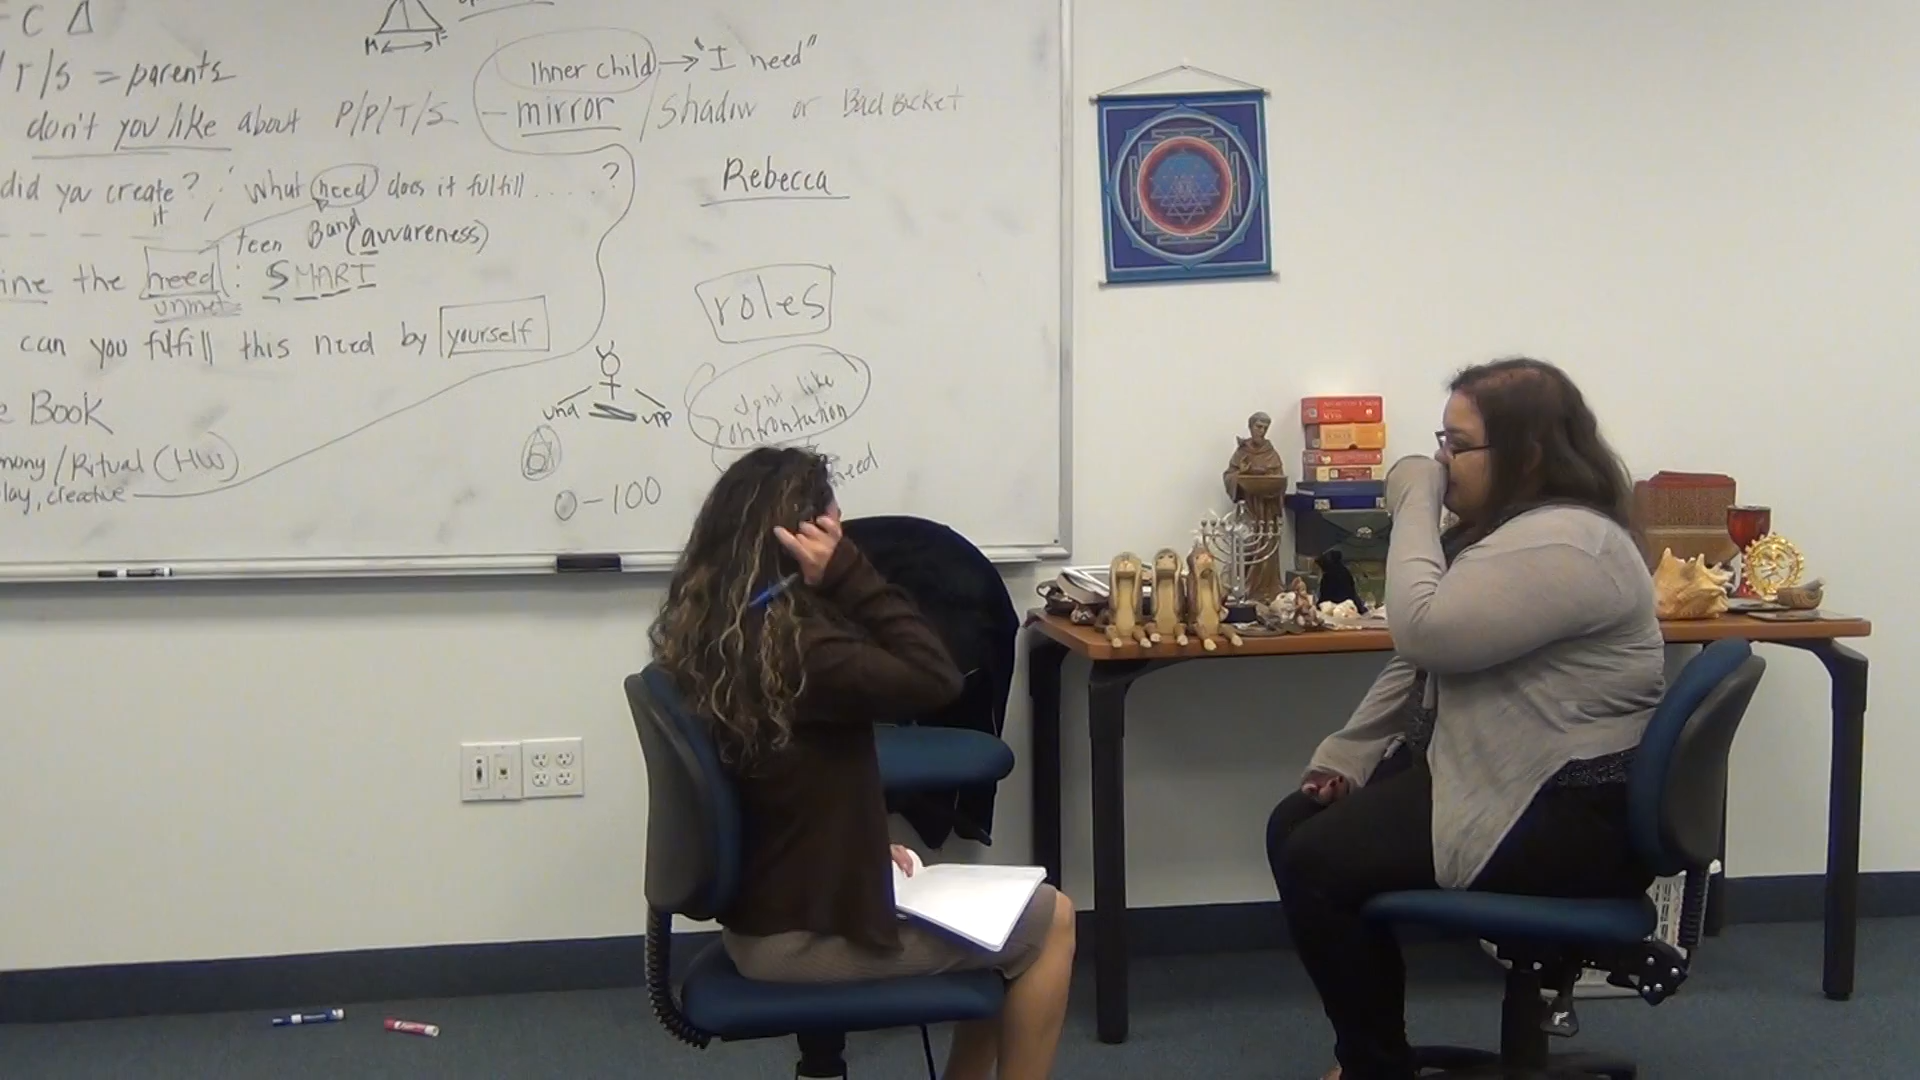 C Δ
M F
T/S = parents
Inner child → "I need"
don't you like about P/P/T/S - mirror / Shadow or Bad Bucket
did you create? What need does it fulfill.....?
it
Rebecca
teen Band (awareness)
ine the need: SMART
unmet
roles
can you fulfill this need by yourself
und upp
don't like
confrontation
need
e Book
mony/Ritual (HW)
lay, creative
0-100